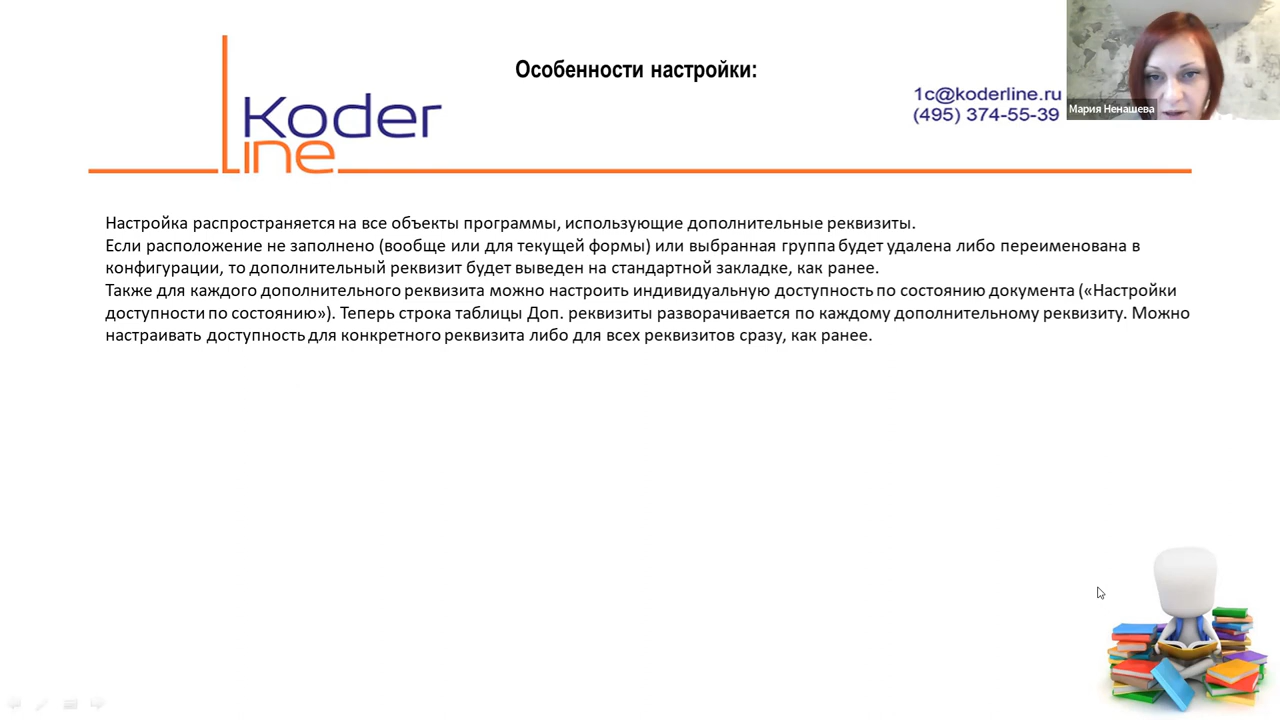 Особенности настройки:
Koder
line
1c@koderline.ru
(495) 374-55-39
Мария Ненашева
Настройка распространяется на все объекты программы, использующие дополнительные реквизиты.
Если расположение не заполнено (вообще или для текущей формы) или выбранная группа будет удалена либо переименована в
конфигурации, то дополнительный реквизит будет выведен на стандартной закладке, как ранее.
Также для каждого дополнительного реквизита можно настроить индивидуальную доступность по состоянию документа («Настройки
доступности по состоянию»). Теперь строка таблицы Доп. реквизиты разворачивается по каждому дополнительному реквизиту. Можно
настраивать доступность для конкретного реквизита либо для всех реквизитов сразу, как ранее.